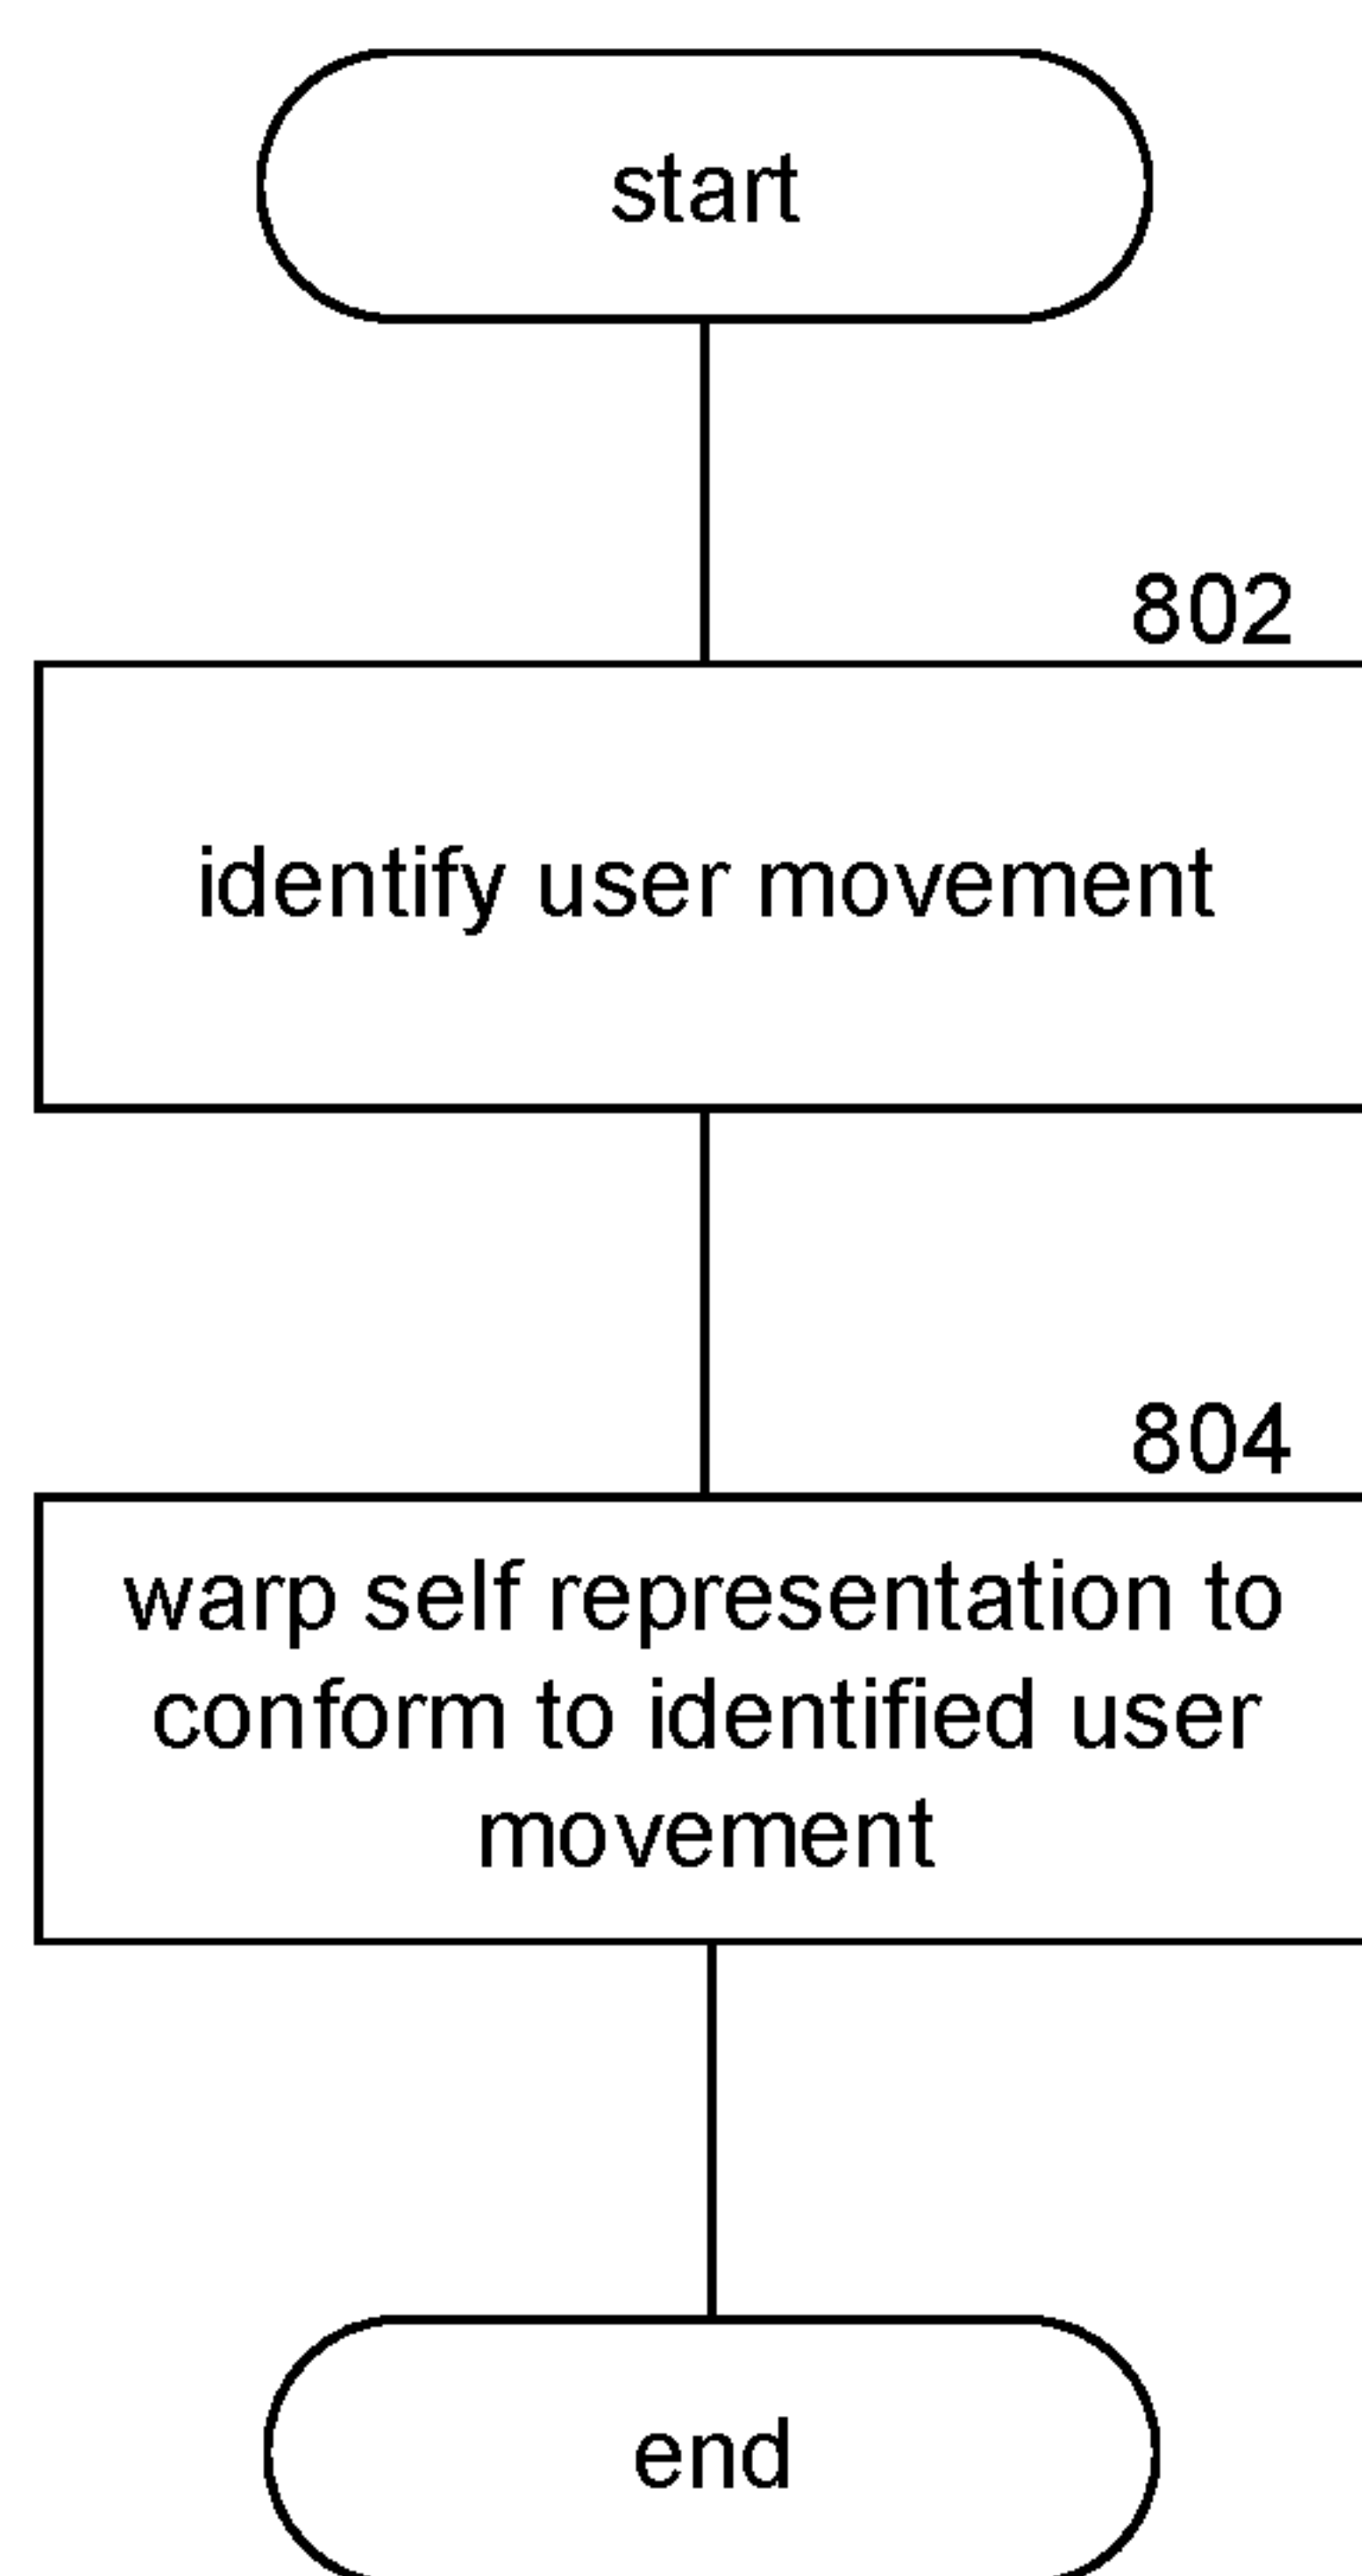 start
802
identify user movement
804
warp self representation to
conform to identified user
movement
end